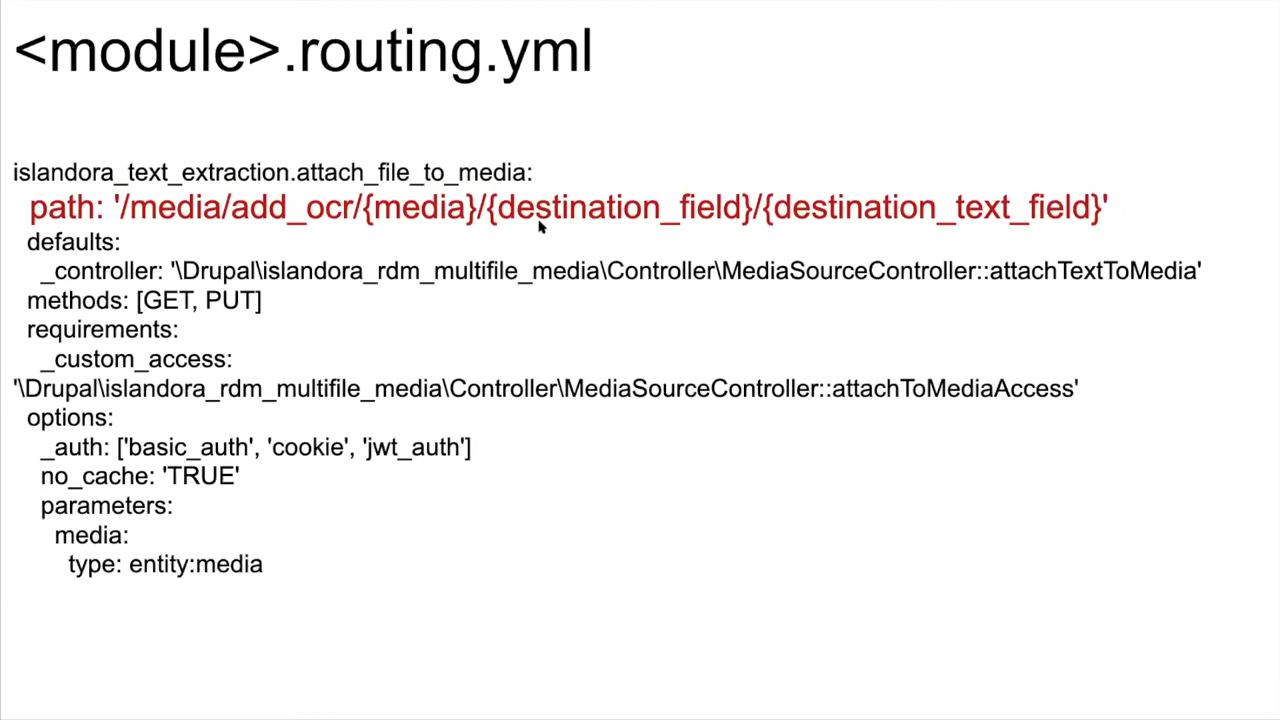 <module>.routing.yml
islandora_text_extraction.attach_file_to_media:
path: '/media/add_ocr/{media}/{destination_field}/{destination_text_field}'
defaults:
_controller: '\Drupal\islandora_rdm_multifile_media\Controller\MediaSourceController::attachTextToMedia'
methods: [GET, PUT]
requirements:
_custom_access:
'\Drupal\islandora_rdm_multifile_media\Controller\MediaSourceController::attachToMediaAccess'
options:
_auth: ['basic_auth', 'cookie', 'jwt_auth']
no_cache: 'TRUE'
parameters:
media:
type: entity:media